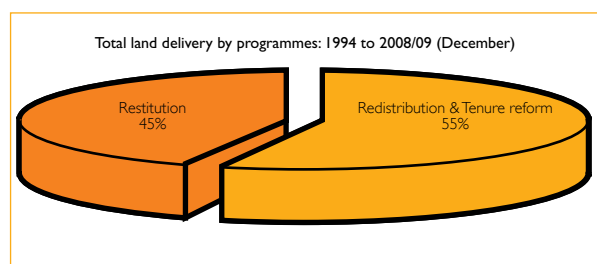 Total land delivery by programmes: 1994 to 2008/09 (December)
Restitution
45%
Redistribution & Tenure reform
55%